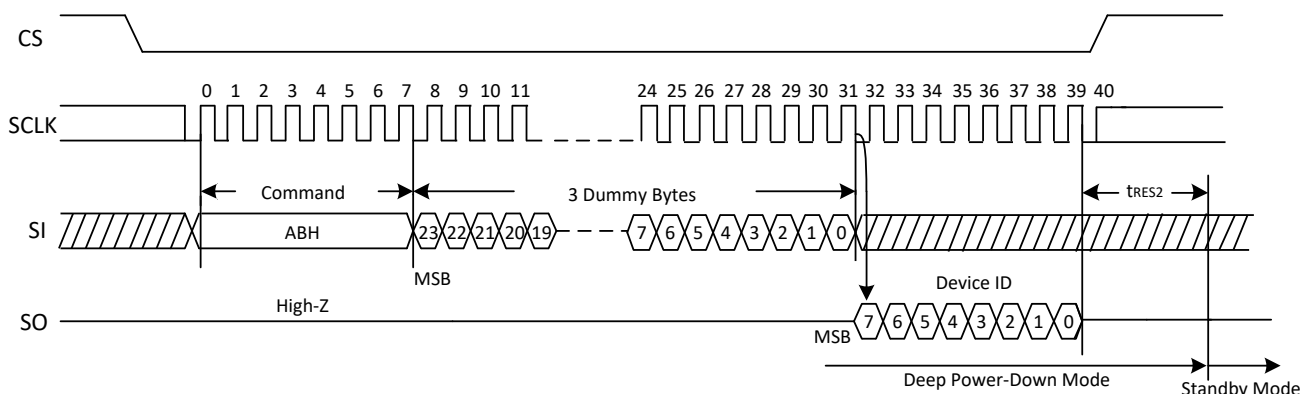 CS
0 1 2 3 4 5 6 7 8 9 10 11 24 25 26 27 28 29 30 31 32 33 34 35 36 37 38 39 40
SCLK
Command 3 Dummy Bytes tRES2
SI ABH 23 22 21 20 19 7 6 5 4 3 2 1 0
MSB
High-Z Device ID
SO 7 6 5 4 3 2 1 0
MSB
Deep Power-Down Mode Standby Mode